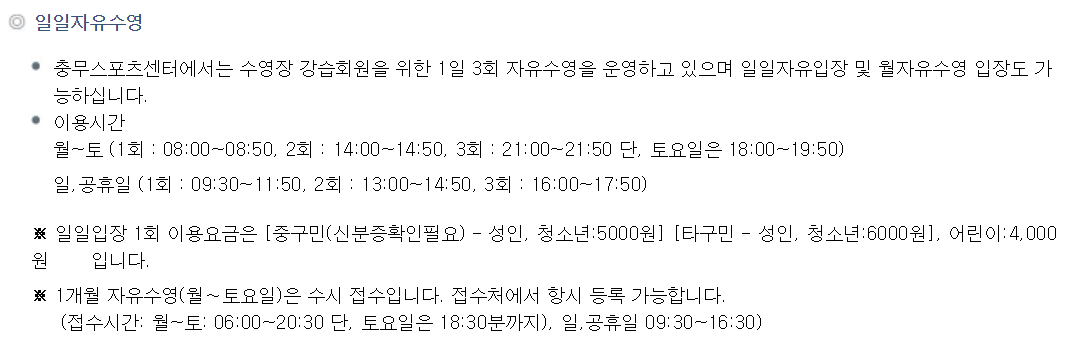 일일자유수영
충무스포츠센터에서는 수영장 강습회원을 위한 1일 3회 자유수영을 운영하고 있으며 일일자유입장 및 월자유수영 입장도 가
능하십니다.
이용시간
월~토 (1회 : 08:00~08:50, 2회 : 14:00~14:50, 3회 : 21:00~21:50 단, 토요일은 18:00~19:50)
일,공휴일 (1회 : 09:30~11:50, 2회 : 13:00~14:50, 3회 : 16:00~17:50)
※ 일일입장 1회 이용요금은 [중구민(신분증확인필요) - 성인, 청소년:5000원] [타구민 - 성인, 청소년:6000원], 어린이:4,000
원 입니다.
※ 1개월 자유수영(월~토요일)은 수시 접수입니다. 접수처에서 항시 등록 가능합니다.
(접수시간: 월~토: 06:00~20:30 단, 토요일은 18:30분까지), 일,공휴일 09:30~16:30)